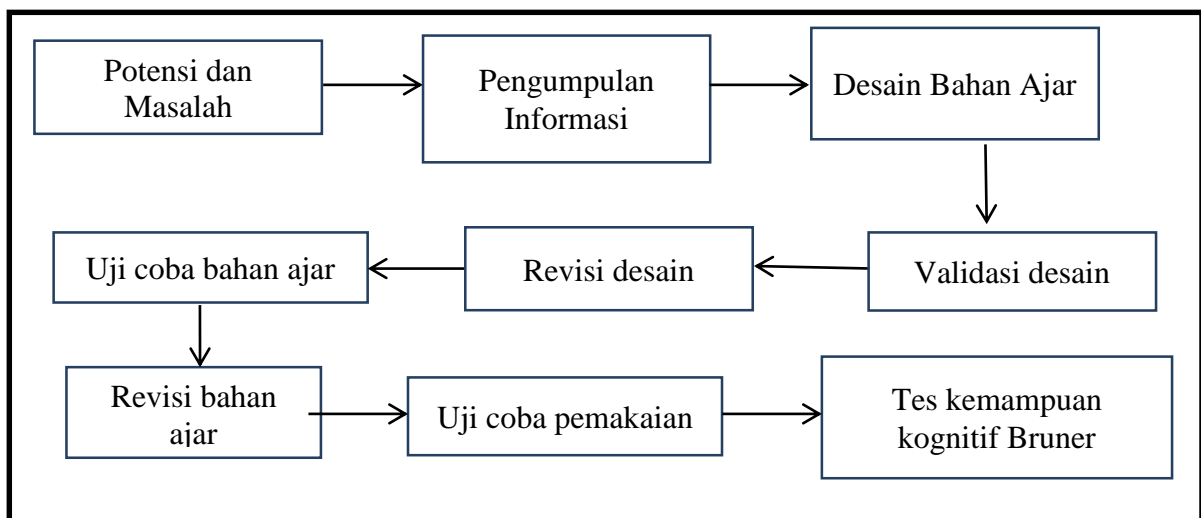 Potensi dan
Masalah
Pengumpulan
Informasi
Desain Bahan Ajar
Validasi desain
Revisi desain
Uji coba bahan ajar
Revisi bahan
ajar
Uji coba pemakaian
Tes kemampuan
kognitif Bruner